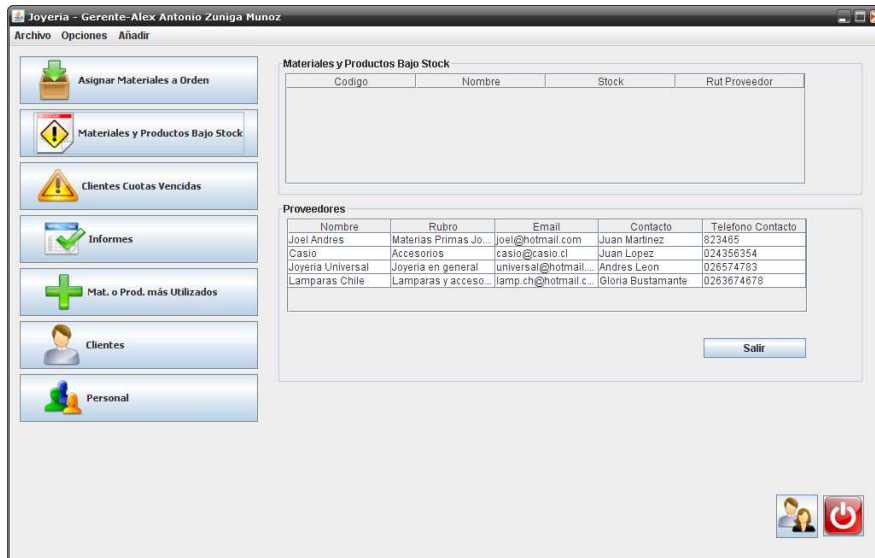 Joyeria - Gerente-Alex Antonio Zuniga Munoz
Archivo Opciones Añadir
Asignar Materiales a Orden
Materiales y Productos Bajo Stock
Clientes Cuotas Vencidas
Informes
Mat. o Prod. más Utilizados
Clientes
Personal
Materiales y Productos Bajo Stock
Codigo Nombre Stock Rut Proveedor
Proveedores
Nombre Rubro Email Contacto Telefono Contacto
Joel Andres Materias Primas Jo... joel@hotmail.com Juan Martinez 823465
Casio Accesorios casio@casio.cl Juan Lopez 024356354
Joyeria Universal Joyeria en general universal@hotmail.... Andres Leon 026574783
Lamparas Chile Lamparas y acceso... lamp.ch@hotmail.c... Gloria Bustamante 0263674678
Salir